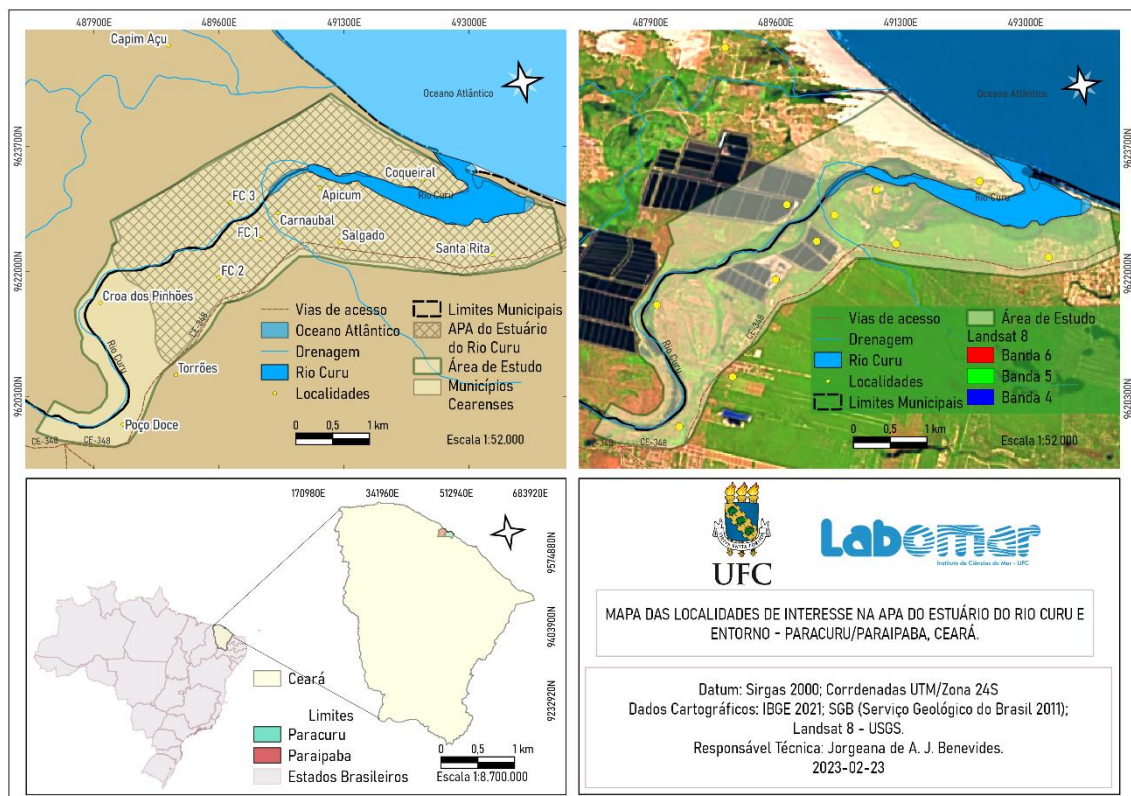 487900E
489600E
491300E
493000E
Capim Açu
Oceano Atlântico
9623700N
9622000N
9620300N
Coqueiral
Rio Curu
FC 3
Apicum
Carnaubal
FC 1
Salgado
Santa Rita
FC 2
Croa dos Pinhões
CE-348
Rio Curu
Torrões
Poço Doce
CE-348
CE-348
Vias de acesso
Oceano Atlântico
Drenagem
Rio Curu
Localidades
Limites Municipais
APA do Estuário
do Rio Curu
Área de Estudo
Municípios
Cearenses
0 0,5 1 km
Escala 1:52.000
487900E
489600E
491300E
493000E
Oceano Atlântico
9623700N
9622000N
9620300N
Rio Curu
CE-348
Rio Curu
CE-348
Vias de acesso
Drenagem
Rio Curu
Localidades
Limites Municipais
Área de Estudo
Landsat 8
Banda 6
Banda 5
Banda 4
0 0,5 1 km
Escala 1:52.000
170980E
341960E
512940E
683920E
9574880N
9403900N
9232920N
Ceará
Limites
Paracuru
Paraipaba
Estados Brasileiros
0 0,5 1 km
Escala 1:8.700.000
UFC
Labomar
Instituto de Ciências do Mar - UFC
MAPA DAS LOCALIDADES DE INTERESSE NA APA DO ESTUÁRIO DO RIO CURU E
ENTORNO - PARACURU/PARAIPABA, CEARÁ.
Datum: Sirgas 2000; Corrdenadas UTM/Zona 24S
Dados Cartográficos: IBGE 2021; SGB (Serviço Geológico do Brasil 2011);
Landsat 8 - USGS.
Responsável Técnica: Jorgeana de A. J. Benevides.
2023-02-23